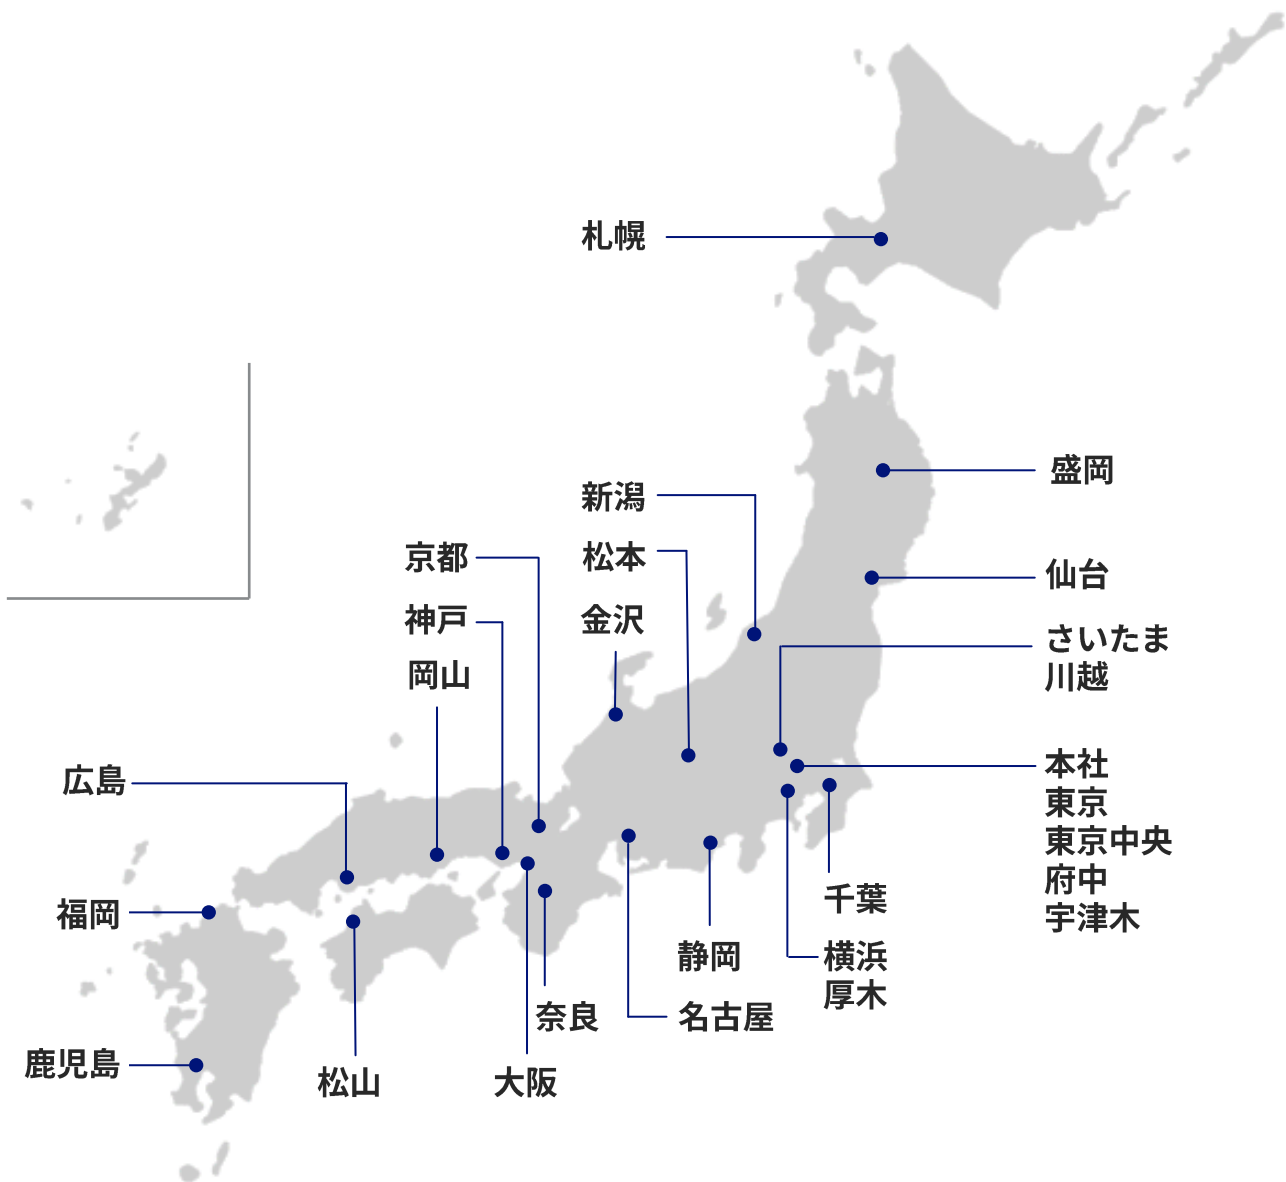 札幌
盛岡
新潟
京都
松本
仙台
神戸
金沢
さいたま
川越
岡山
本社
東京
東京中央
府中
宇津木
広島
千葉
福岡
静岡
横浜
厚木
奈良
名古屋
鹿児島
松山
大阪